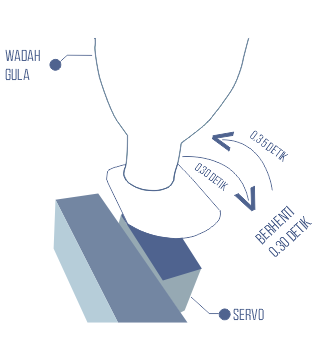 WADAH
GULA
0.35 DETIK
0.30 DETIK
BERHENTI
0.30 DETIK
SERVO